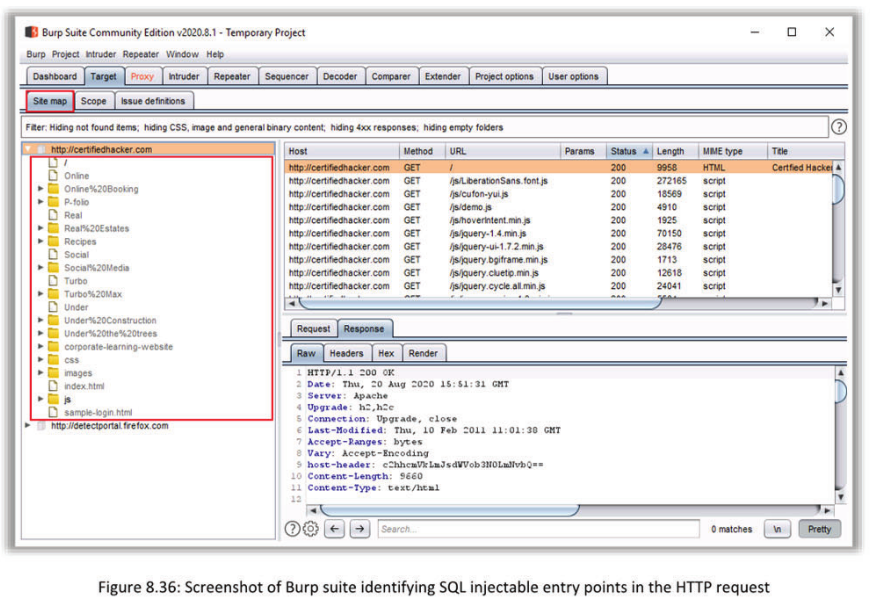 Burp Suite Community Edition v2020.8.1 - Temporary Project
Burp Project Intruder Repeater Window Help
Dashboard Target Proxy Intruder Repeater Sequencer Decoder Comparer Extender Project options User options
Site map Scope Issue definitions
Filter: Hiding not found items; hiding CSS, image and general binary content; hiding 4xx responses; hiding empty folders
http://certifiedhacker.com
/
Online
Online%20Booking
P-folio
Real
Real%20Estates
Recipes
Social
Social%20Media
Turbo
Turbo%20Max
Under
Under%20Construction
Under%20the%20trees
corporate-learning-website
css
images
index.html
js
sample-login.html
http://detectportal.firefox.com
Host Method URL Params Status Length MIME type Title
http://certifiedhacker.com GET / 200 9958 HTML Certfied Hacker
http://certifiedhacker.com GET /js/LiberationSans.font.js 200 272165 script
http://certifiedhacker.com GET /js/cufon-yui.js 200 18569 script
http://certifiedhacker.com GET /js/demo.js 200 4910 script
http://certifiedhacker.com GET /js/hoverIntent.min.js 200 1925 script
http://certifiedhacker.com GET /js/jquery-1.4.min.js 200 70150 script
http://certifiedhacker.com GET /js/jquery-ui-1.7.2.min.js 200 28476 script
http://certifiedhacker.com GET /js/jquery.bgiframe.min.js 200 1713 script
http://certifiedhacker.com GET /js/jquery.cluetip.min.js 200 12618 script
http://certifiedhacker.com GET /js/jquery.cycle.all.min.js 200 24041 script
Request Response
Raw Headers Hex Render
1 HTTP/1.1 200 OK
2 Date: Thu, 20 Aug 2020 15:51:31 GMT
3 Server: Apache
4 Upgrade: h2,h2c
5 Connection: Upgrade, close
6 Last-Modified: Thu, 10 Feb 2011 11:01:38 GMT
7 Accept-Ranges: bytes
8 Vary: Accept-Encoding
9 host-header: c2hhcmVkLmJsdWVob3N0LmNvbQ==
10 Content-Length: 9660
11 Content-Type: text/html
12
Search...
0 matches \n Pretty
Figure 8.36: Screenshot of Burp suite identifying SQL injectable entry points in the HTTP request